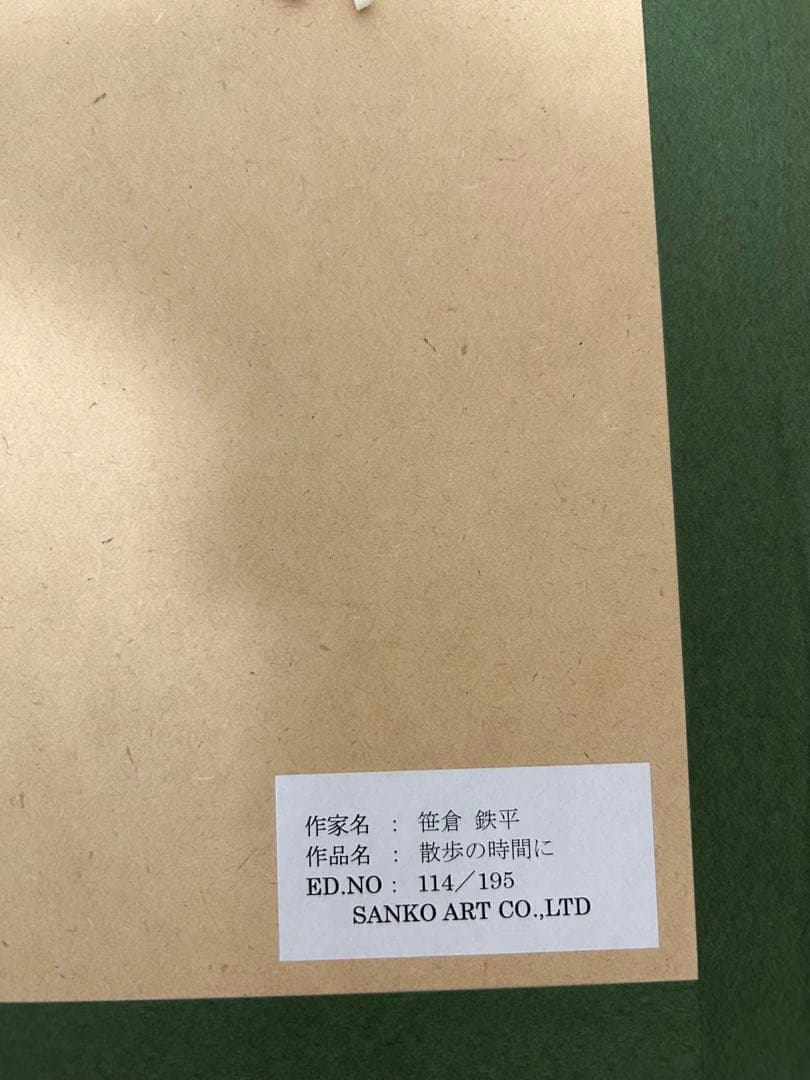 作家名 : 笹倉 鉄平
作品名 : 散歩の時間に
ED.NO : 114／195
SANKO ART CO.,LTD